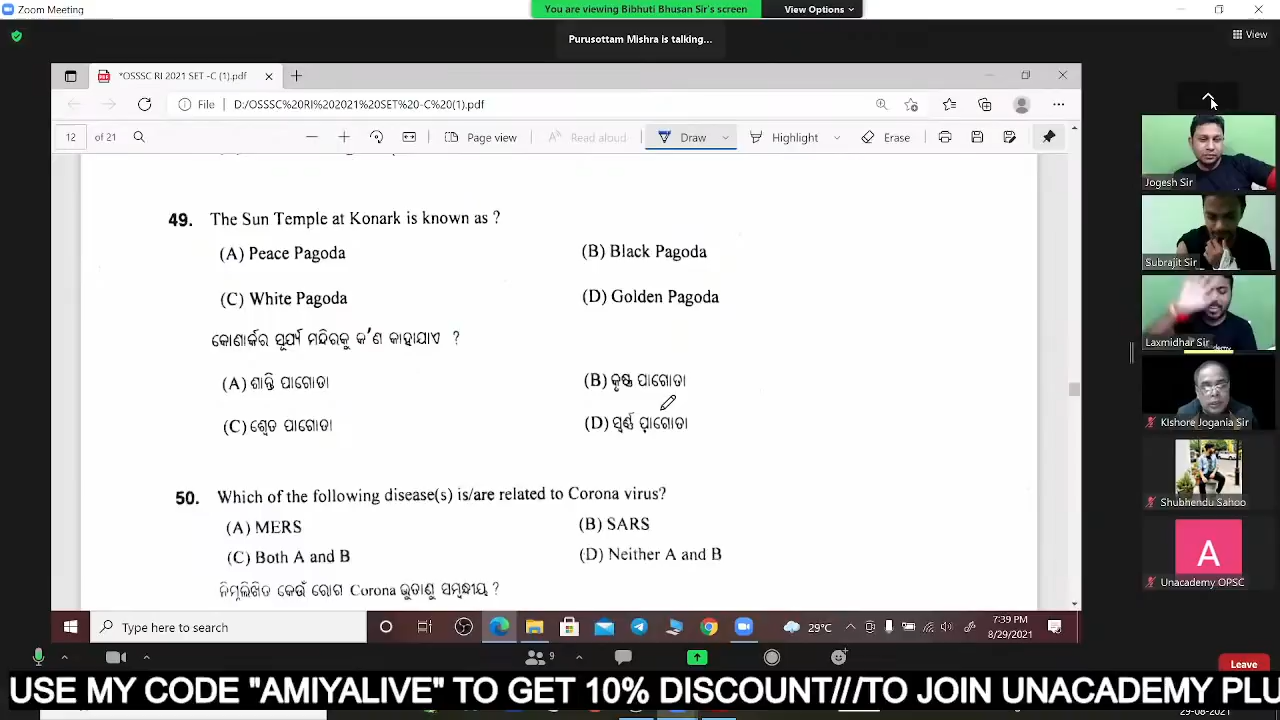 Zoom Meeting
You are viewing Bibhuti Bhusan Sir's screen
View Options
Purusottam Mishra is talking...
View
*OSSSC RI 2021 SET -C (1).pdf
File D:/OSSSC%20RI%202021%20SET%20-C%20(1).pdf
12 of 21
Page view
Read aloud
Draw
Highlight
Erase
49. The Sun Temple at Konark is known as ?
(A) Peace Pagoda
(B) Black Pagoda
(C) White Pagoda
(D) Golden Pagoda
କୋଣାର୍କର ସୂର୍ଯ୍ୟ ମନ୍ଦିରକୁ କ'ଣ କାହାଯାଏ ?
(A) ଶାନ୍ତି ପାଗୋଡା
(B) କୃଷ୍ଣ ପାଗୋଡା
(C) ଶ୍ୱେତ ପାଗୋଡା
(D) ସ୍ୱର୍ଣ୍ଣ ପାଗୋଡା
50. Which of the following disease(s) is/are related to Corona virus?
(A) MERS
(B) SARS
(C) Both A and B
(D) Neither A and B
ନିମ୍ନଲିଖିତ କେଉଁ ରୋଗ Corona ଭୁତାଣୁ ସମ୍ବନ୍ଧୀୟ ?
Jogesh Sir
Subrajit Sir
Laxmidhar Sir
KIshore Jogania Sir
Shubhendu Sahoo
A
Unacademy OPSC
Type here to search
29°C
7:39 PM
8/29/2021
9
Leave
USE MY CODE "AMIYALIVE" TO GET 10% DISCOUNT///TO JOIN UNACADEMY PLU
29-08-2021